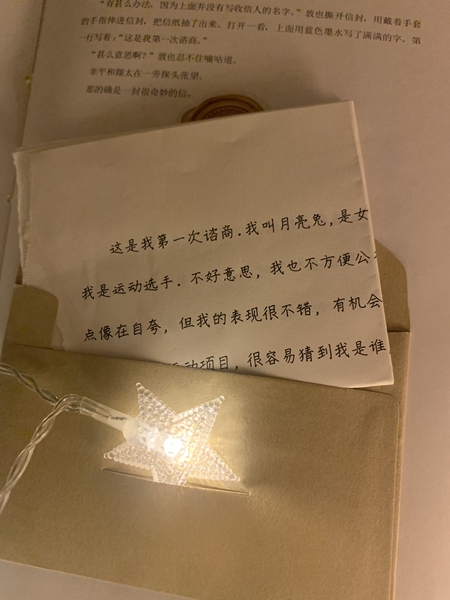 “有甚么办法，因为上面并没有写收信人的名字。”敦也撕开信封，用戴着手套
的手指伸进信封，把信纸抽了出来。打开一看，上面用蓝色墨水写了满满的字。第
一行写着，“这是我第一次咨商。”
“甚么意思啊？”敦也忍不住嘀咕道。
幸平和翔太在一旁探头张望。
那的确是一封很奇妙的信。
这是我第一次谘商.我叫月亮兔,是女
我是运动选手.不好意思,我也不方便公
点像在自夸,但我的表现很不错,有机会
动项目,很容易猜到我是谁